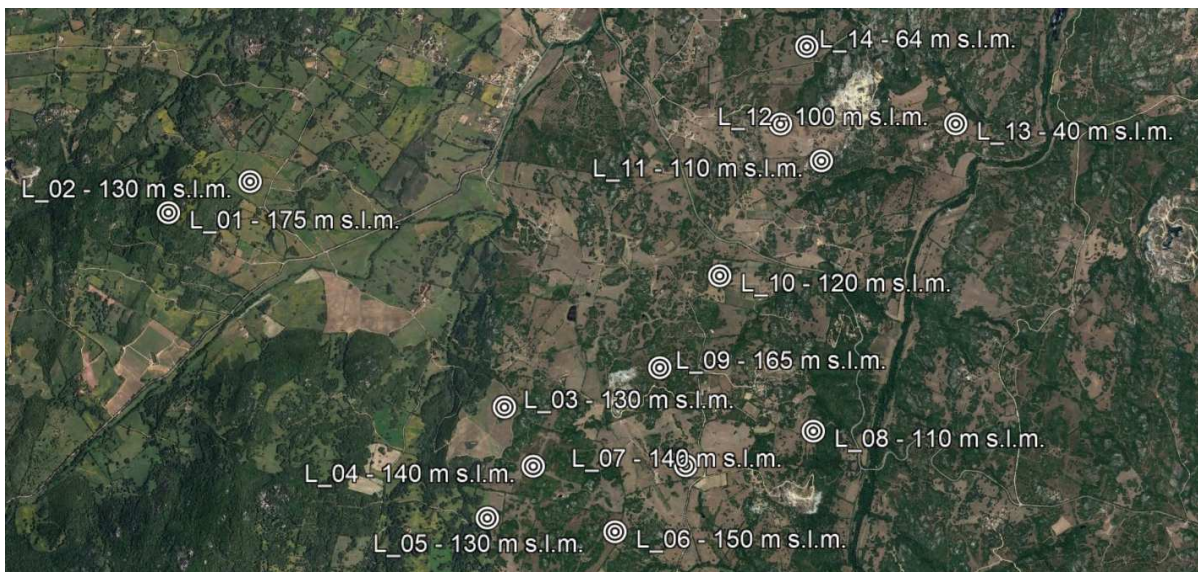 L_14 - 64 m s.l.m.
L_12 - 100 m s.l.m.
L_13 - 40 m s.l.m.
L_11 - 110 m s.l.m.
L_02 - 130 m s.l.m.
L_01 - 175 m s.l.m.
L_10 - 120 m s.l.m.
L_09 - 165 m s.l.m.
L_03 - 130 m s.l.m.
L_08 - 110 m s.l.m.
L_07 - 140 m s.l.m.
L_04 - 140 m s.l.m.
L_05 - 130 m s.l.m.
L_06 - 150 m s.l.m.